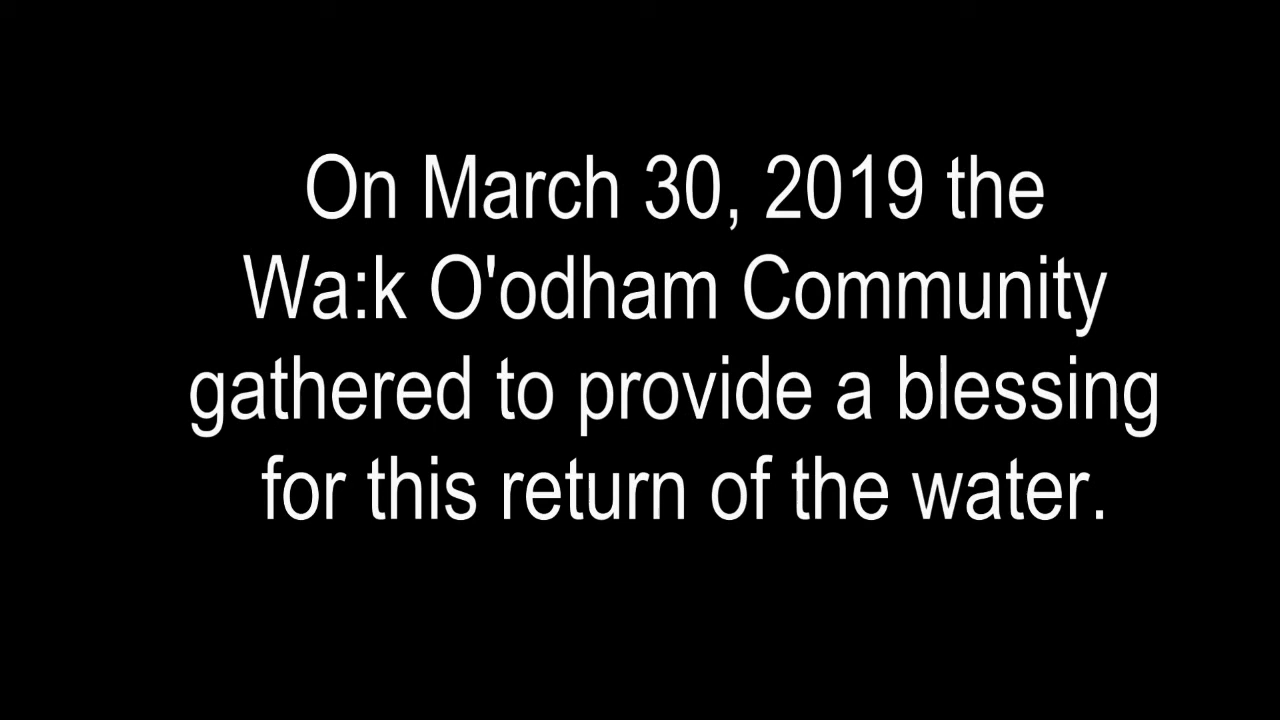 On March 30, 2019 the
Wa:k O'odham Community
gathered to provide a blessing
for this return of the water.